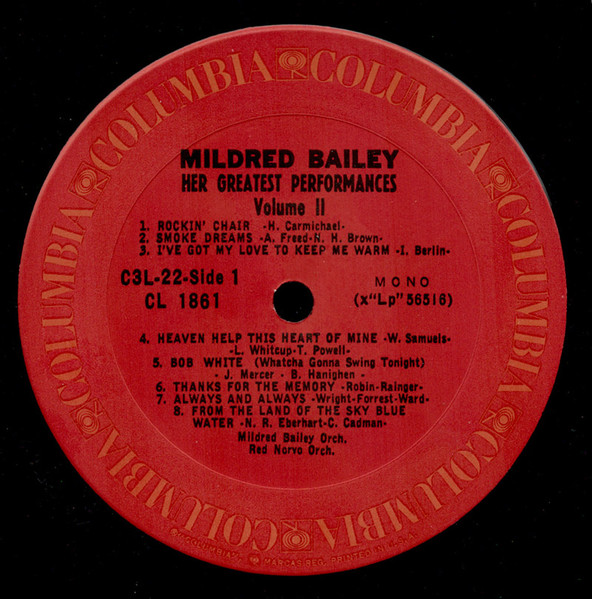 COLUMBIA COLUMBIA COLUMBIA COLUMBIA COLUMBIA COLUMBIA
MILDRED BAILEY
HER GREATEST PERFORMANCES
Volume II
1. ROCKIN' CHAIR -H. Carmichael-
2. SMOKE DREAMS -A. Freed-N. H. Brown-
3. I'VE GOT MY LOVE TO KEEP ME WARM -I. Berlin-
C3L-22-Side 1
CL 1861
MONO
(x"Lp"56516)
4. HEAVEN HELP THIS HEART OF MINE -W. Samuels-
-L. Whitcup-T. Powell-
5. BOB WHITE (Whatcha Gonna Swing Tonight)
- J. Mercer - B. Hanighen -
6. THANKS FOR THE MEMORY -Robin-Rainger-
7. ALWAYS AND ALWAYS -Wright-Forrest-Ward-
8. FROM THE LAND OF THE SKY BLUE
WATER -N. R. Eberhart-C. Cadman-
Mildred Bailey Orch.
Red Norvo Orch.
"COLUMBIA" MARCAS REG. PRINTED IN U.S.A.